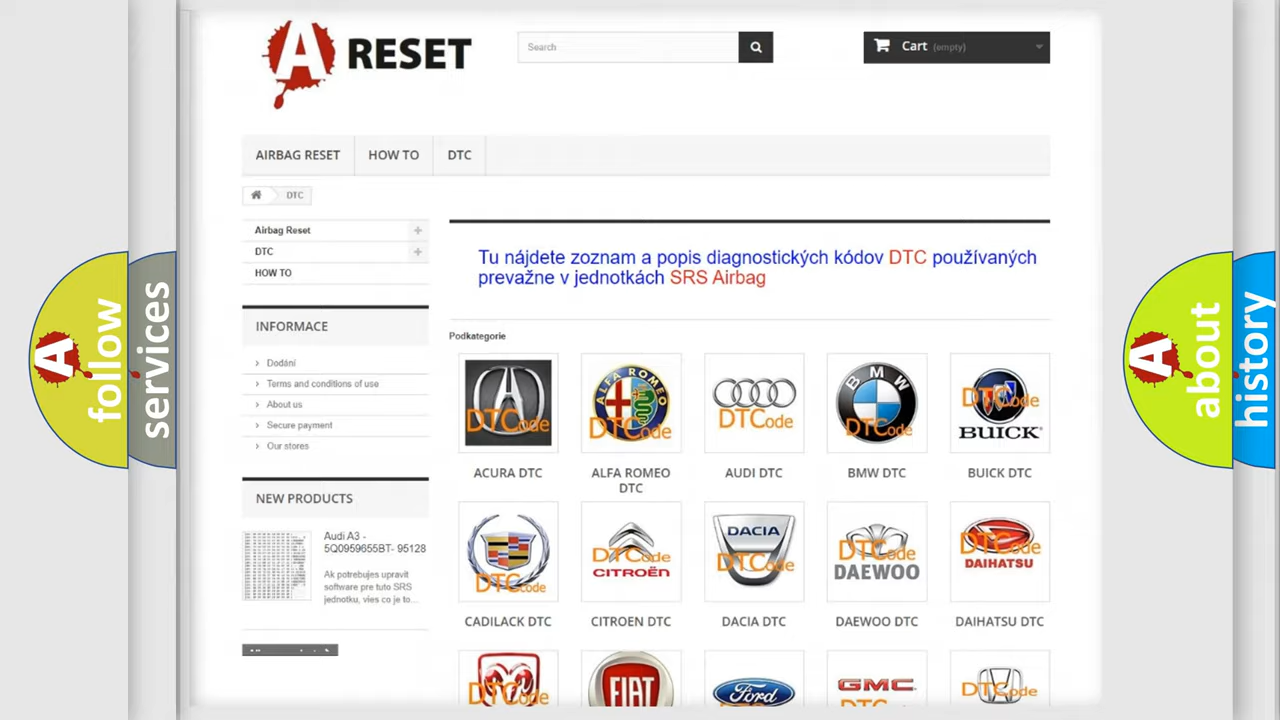 A RESET
Search
Cart (empty)
AIRBAG RESET
HOW TO
DTC
DTC
Airbag Reset
DTC
HOW TO
INFORMACE
Dodání
Terms and conditions of use
About us
Secure payment
Our stores
NEW PRODUCTS
Audi A3 -
5Q0959655BT- 95128
Ak potrebujes upravit
software pre tuto SRS
jednotku, vies co je to...
Tu nájdete zoznam a popis diagnostických kódov DTC používaných
prevažne v jednotkách SRS Airbag
Podkategorie
DTCode
ALFA ROMEO
DTCode
DTCode
BMW
DTCode
DTCode
BUICK
ACURA DTC
ALFA ROMEO
DTC
AUDI DTC
BMW DTC
BUICK DTC
DTCode
DTCode
CITROËN
DACIA
DTCode
DTCode
DAEWOO
DTCode
DAIHATSU
CADILACK DTC
CITROEN DTC
DACIA DTC
DAEWOO DTC
DAIHATSU DTC
DTCode
FIAT
Ford
GMC
DTCode
A follow
services
A about
history